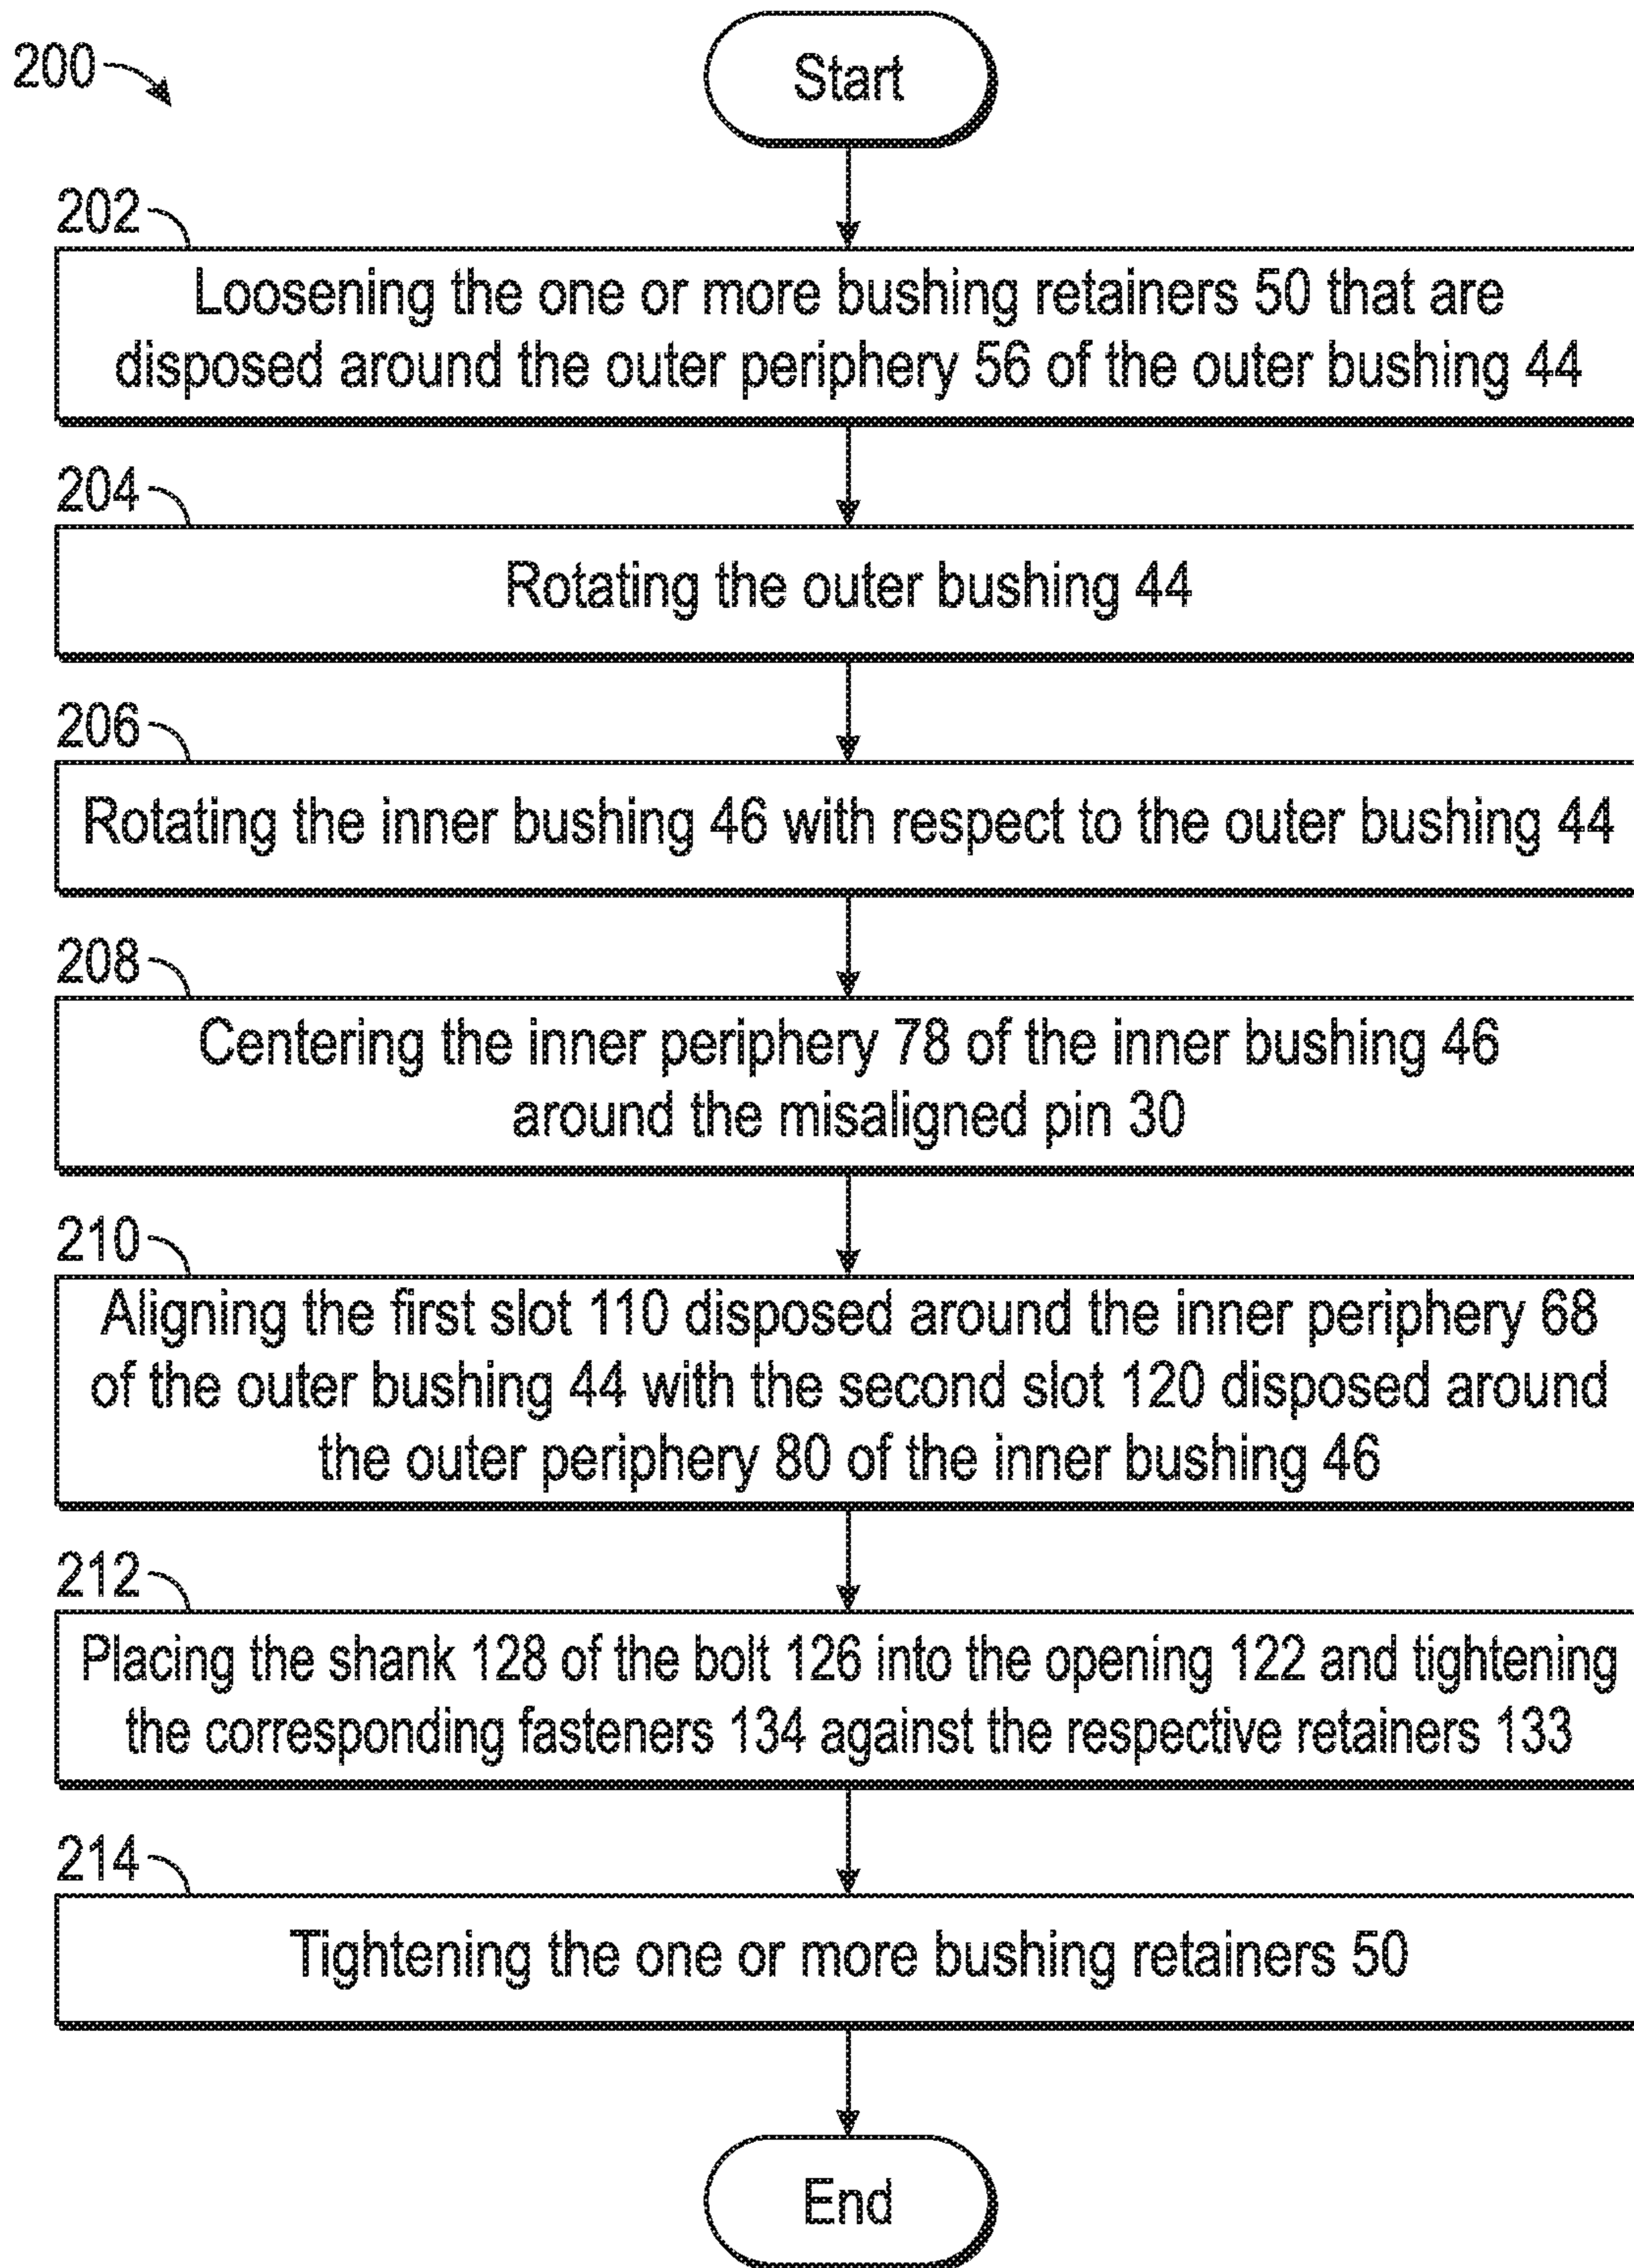 200
Start
202
Loosening the one or more bushing retainers 50 that are
disposed around the outer periphery 56 of the outer bushing 44
204
Rotating the outer bushing 44
206
Rotating the inner bushing 46 with respect to the outer bushing 44
208
Centering the inner periphery 78 of the inner bushing 46
around the misaligned pin 30
210
Aligning the first slot 110 disposed around the inner periphery 68
of the outer bushing 44 with the second slot 120 disposed around
the outer periphery 80 of the inner bushing 46
212
Placing the shank 128 of the bolt 126 into the opening 122 and tightening
the corresponding fasteners 134 against the respective retainers 133
214
Tightening the one or more bushing retainers 50
End